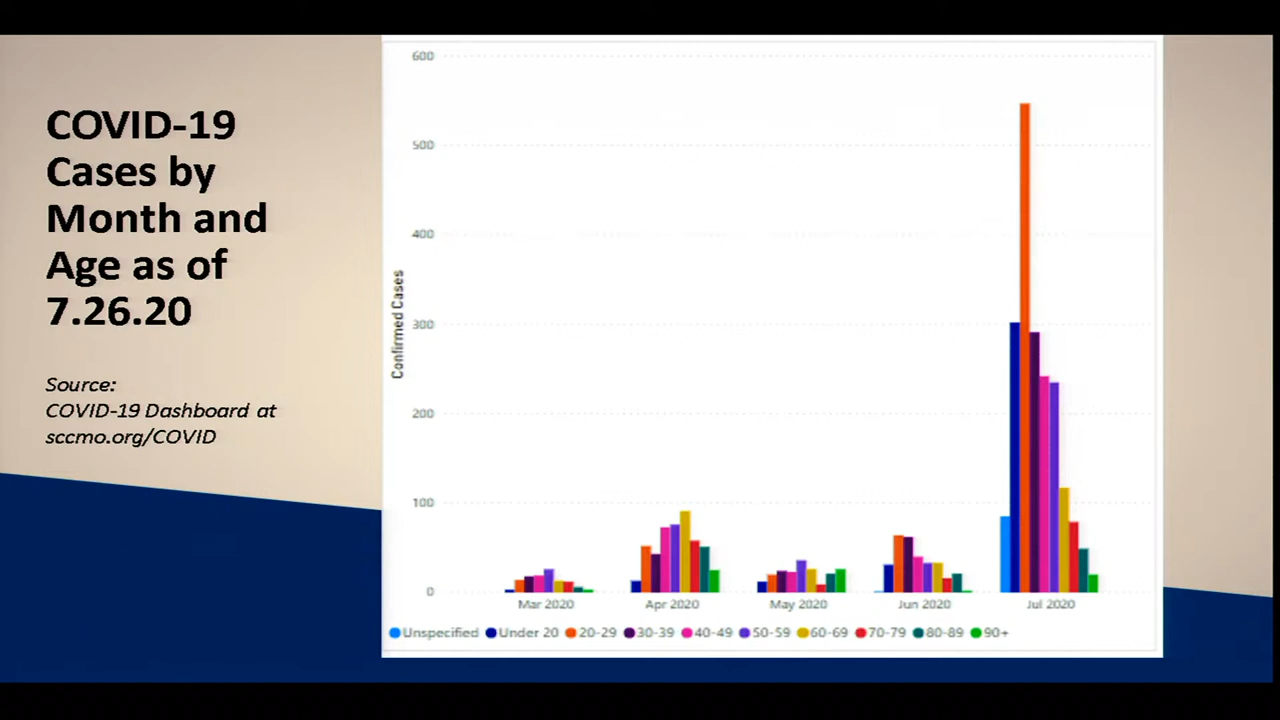 COVID-19
Cases by
Month and
Age as of
7.26.20
Source:
COVID-19 Dashboard at
sccmo.org/COVID
600
500
400
300
200
100
0
Confirmed Cases
Mar 2020 Apr 2020 May 2020 Jun 2020 Jul 2020
Unspecified Under 20 20-29 30-39 40-49 50-59 60-69 70-79 80-89 90+